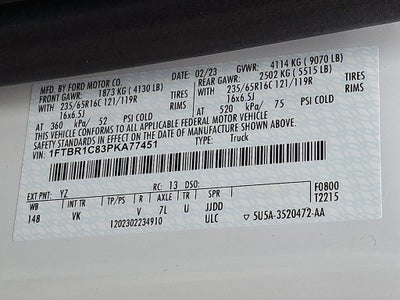 MFD. BY FORD MOTOR CO. 02/23 GVWR: 4114 KG (9070 LB)
FRONT GAWR: 1873 KG (4130 LB) REAR GAWR: 2502 KG (5515 LB)
WITH 235/65R16C 121/119R TIRES WITH 235/65R16C 121/119R TIRES
16x6.5J RIMS 16x6.5J RIMS
AT 360 kPa/ 52 PSI COLD AT 520 kPa/ 75 PSI COLD
THIS VEHICLE CONFORMS TO ALL APPLICABLE FEDERAL MOTOR VEHICLE
SAFETY STANDARDS IN EFFECT ON THE DATE OF MANUFACTURE SHOWN ABOVE.
VIN: 1FTBR1C83PKA77451 TYPE: Truck
EXT PNT: YZ RC: 13 DSO: F0800
WB INT TR TP/PS R AXLE TR SPR T2215
148 VK V 7L U JJDD
1202302234910 ULC 5U5A-3520472-AA